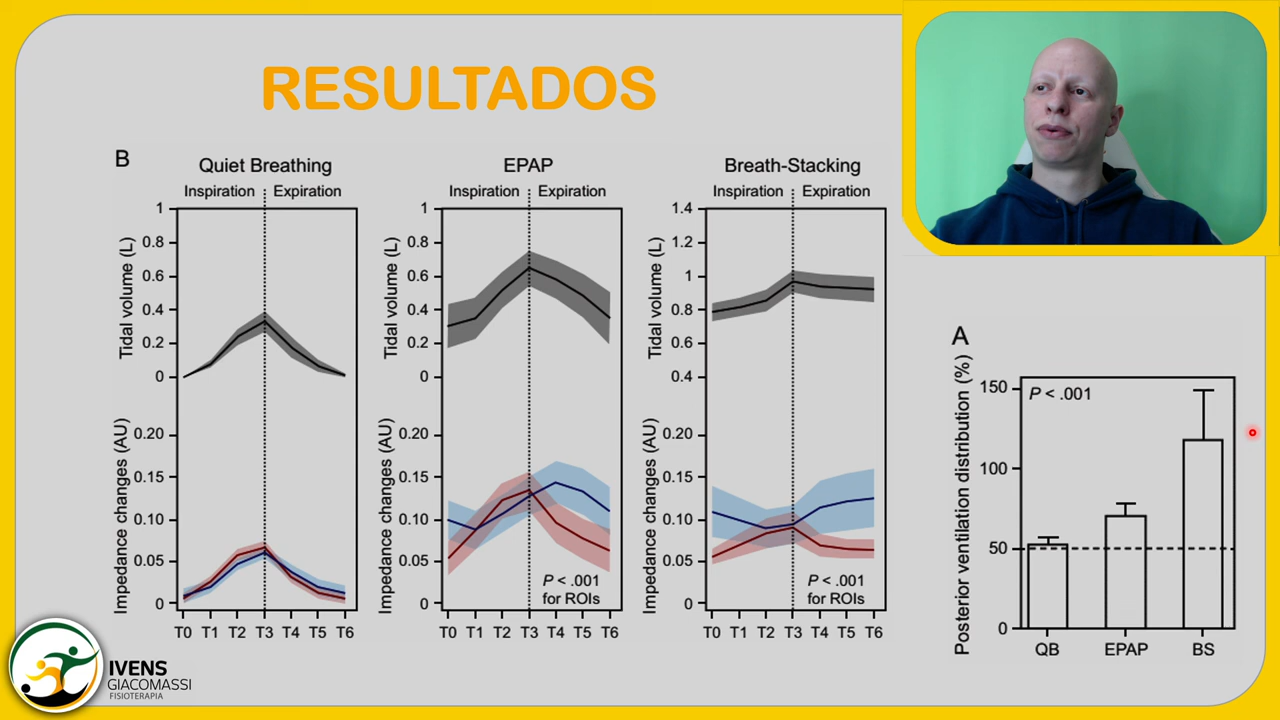 RESULTADOS
B
Quiet Breathing
Inspiration Expiration
Tidal volume (L)
1
0.8
0.6
0.4
0.2
0
Impedance changes (AU)
0.20
0.15
0.10
0.05
0
T0 T1 T2 T3 T4 T5 T6
EPAP
Inspiration Expiration
Tidal volume (L)
1
0.8
0.6
0.4
0.2
0
Impedance changes (AU)
0.20
0.15
0.10
0.05
0
P < .001
for ROIs
T0 T1 T2 T3 T4 T5 T6
Breath-Stacking
Inspiration Expiration
Tidal volume (L)
1.4
1.2
1
0.8
0.6
0.4
Impedance changes (AU)
0.20
0.15
0.10
0.05
0
P < .001
for ROIs
T0 T1 T2 T3 T4 T5 T6
A
Posterior ventilation distribution (%)
150
100
50
0
P < .001
QB EPAP BS
IVENS
GIACOMASSI
FISIOTERAPIA